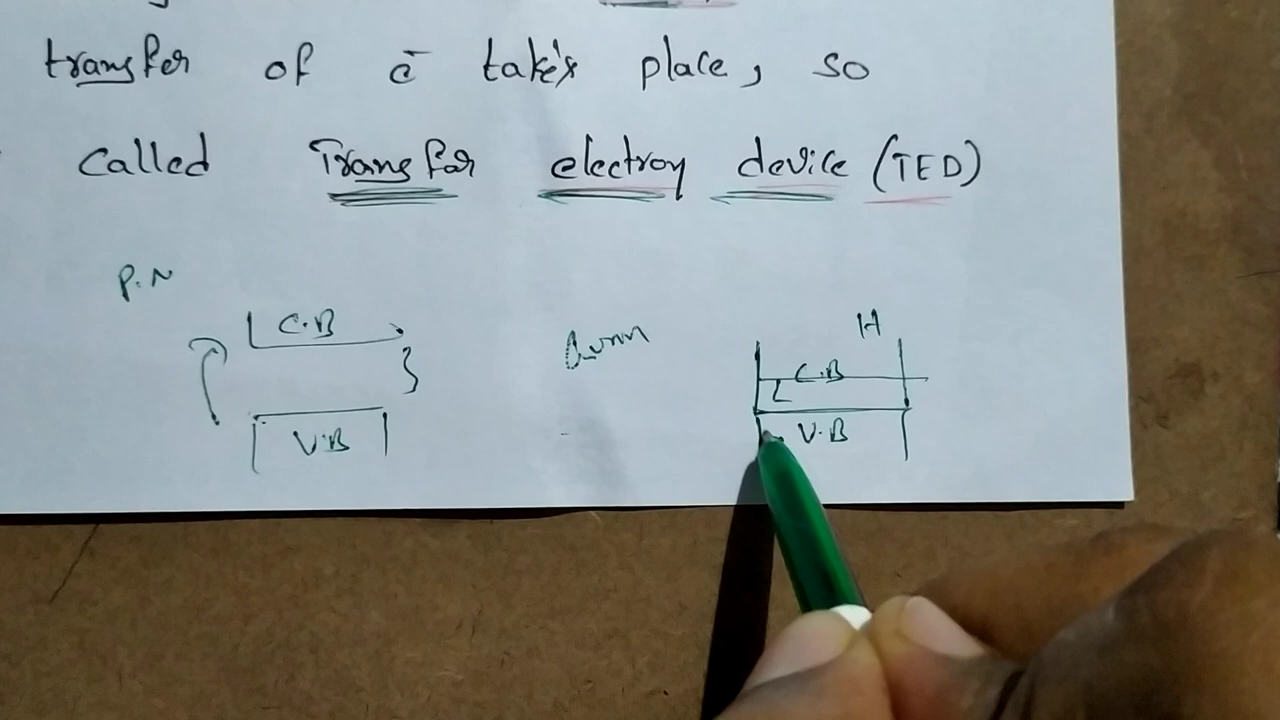 transfer of ē takes place, so
called Transfer electron device (TED)
P.N
C.B
H
C.B
L
V.B
V.B